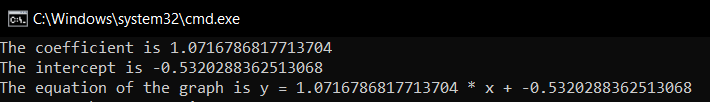 C:\Windows\system32\cmd.exe
The coefficient is 1.0716786817713704
The intercept is -0.5320288362513068
The equation of the graph is y = 1.0716786817713704 * x + -0.5320288362513068